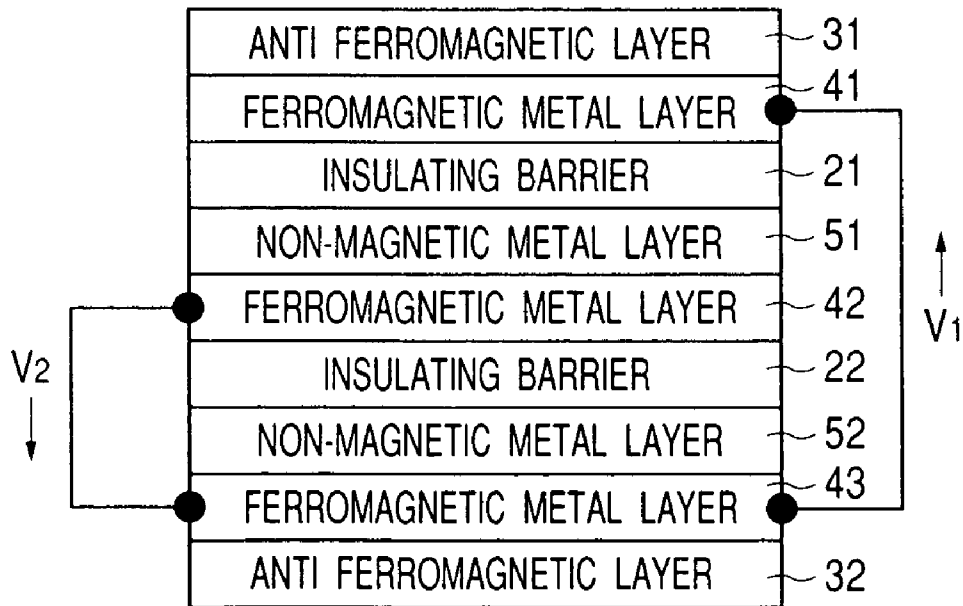 ANTI FERROMAGNETIC LAYER 31
FERROMAGNETIC METAL LAYER 41
INSULATING BARRIER 21
NON-MAGNETIC METAL LAYER 51
FERROMAGNETIC METAL LAYER 42
V1
V2
INSULATING BARRIER 22
NON-MAGNETIC METAL LAYER 52
FERROMAGNETIC METAL LAYER 43
ANTI FERROMAGNETIC LAYER 32